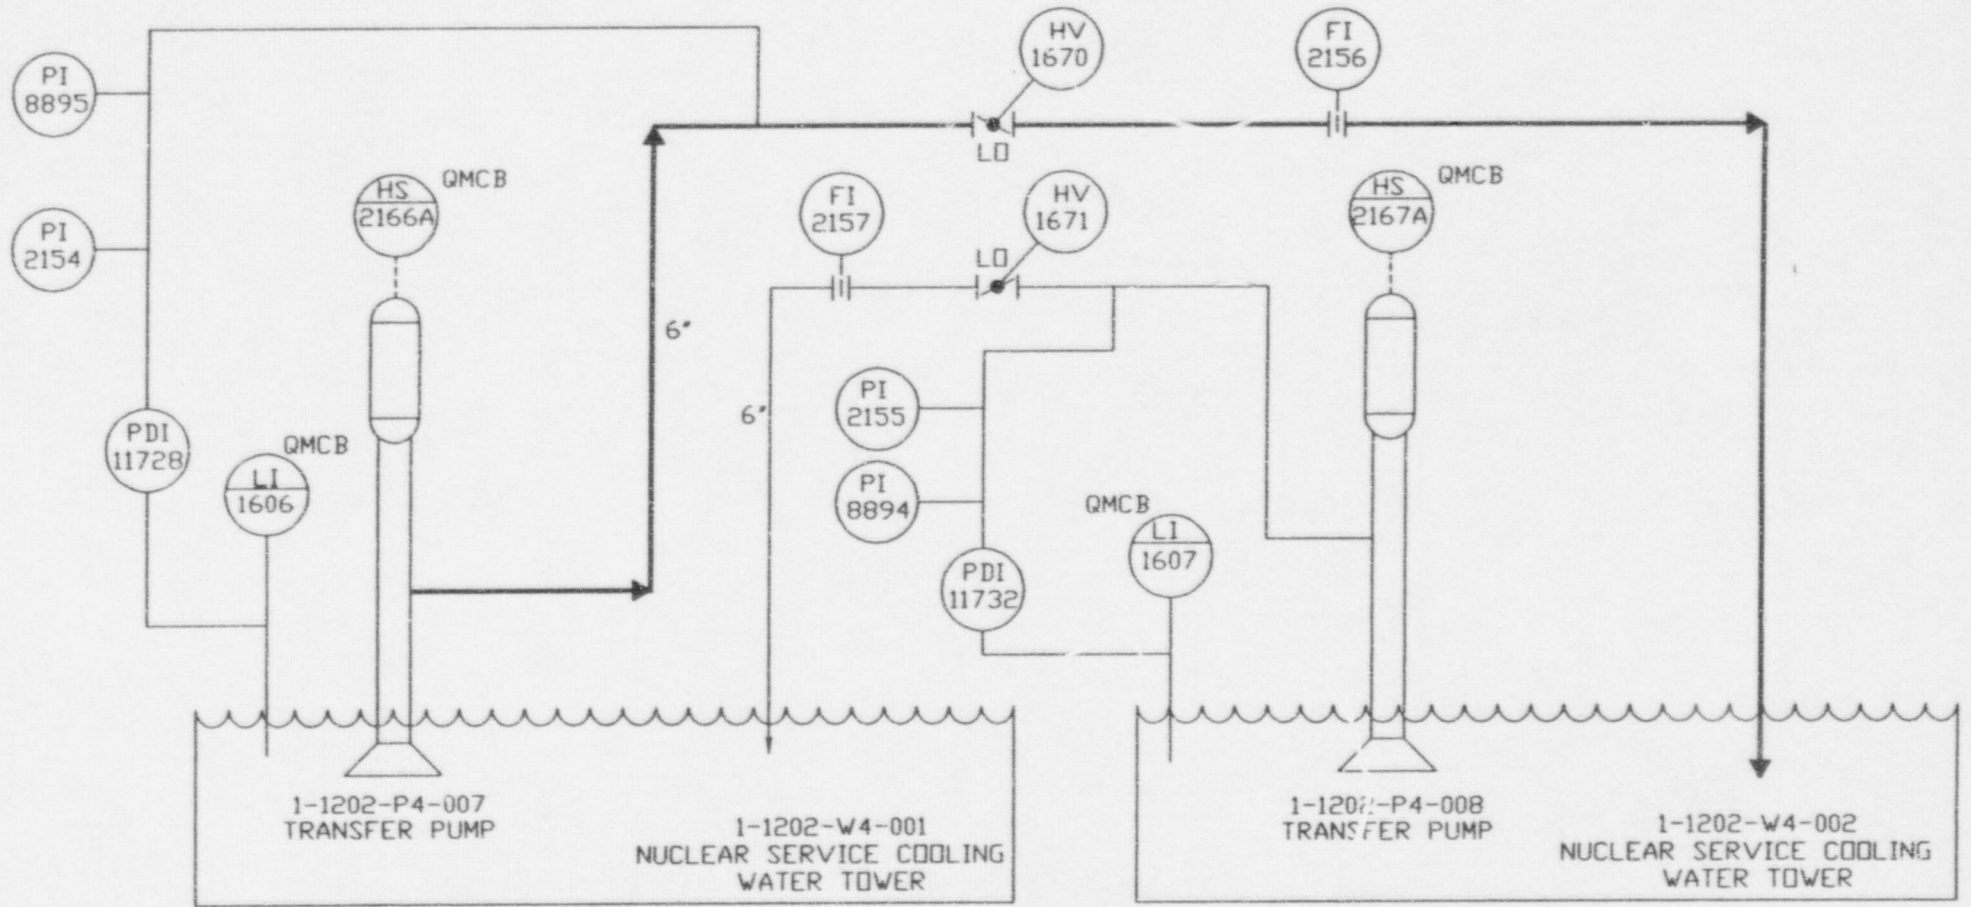 HV
1670
FI
2156
PI
8895
LO
HS
2166A
QMCB
FI
2157
HV
1671
HS
2167A
QMCB
PI
2154
LO
6"
6"
PI
2155
PDI
11728
QMCB
LI
1606
PI
8894
QMCB
LI
1607
PDI
11732
1-1202-P4-007
TRANSFER PUMP
1-1202-W4-001
NUCLEAR SERVICE COOLING
WATER TOWER
1-1202-P4-008
TRANSFER PUMP
1-1202-W4-002
NUCLEAR SERVICE COOLING
WATER TOWER